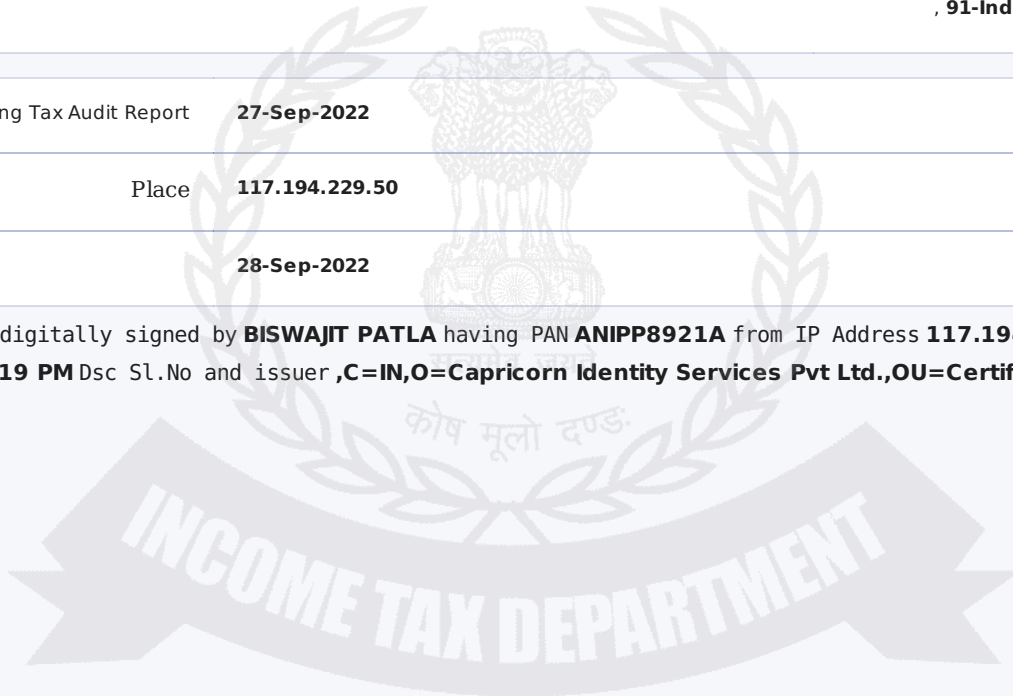 , 91-Ind
ng Tax Audit Report 27-Sep-2022
Place 117.194.229.50
28-Sep-2022
digitally signed by BISWAJIT PATLA having PAN ANIPP8921A from IP Address 117.194
19 PM Dsc Sl.No and issuer ,C=IN,O=Capricorn Identity Services Pvt Ltd.,OU=Certif
सत्यमेव जयते
कोष मूलो दण्डः
INCOME TAX DEPARTMENT